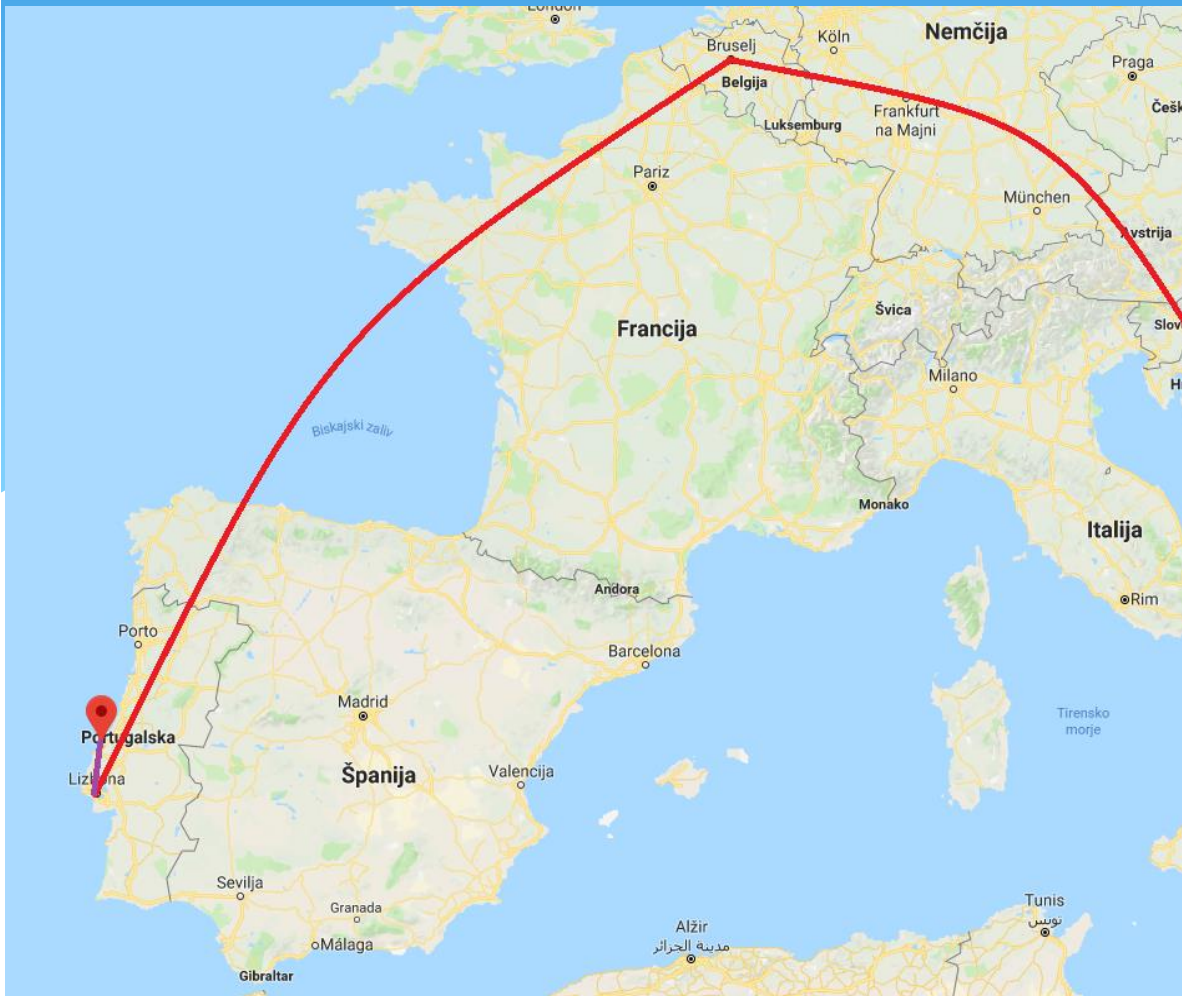 London
Bruselj
Köln
Nemčija
Praga
Belgija
Češk
Frankfurt
na Majni
Luksemburg
Pariz
München
Avstrija
Švica
Slov
Francija
Milano
H
Biskajski zaliv
Monako
Italija
Andora
Rim
Porto
Barcelona
Madrid
Tirensko
morje
Portugalska
Lizbona
Španija
Valencija
Sevilja
Granada
Tunis
تونس
Alžir
مدينة الجزائر
Málaga
Gibraltar